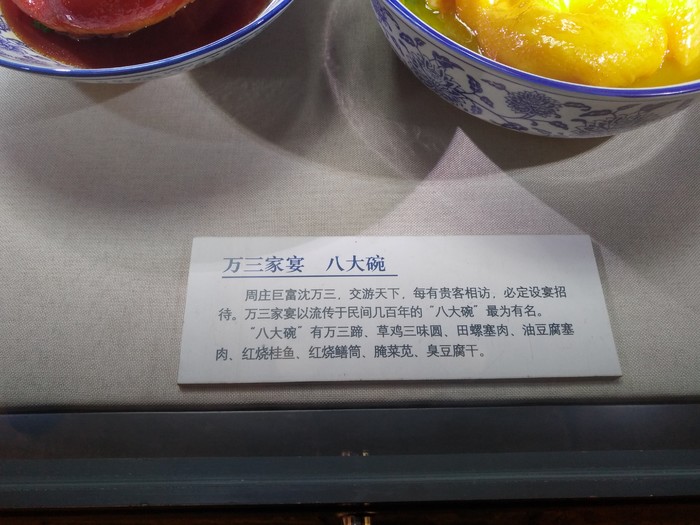 万三家宴 八大碗
周庄巨富沈万三，交游天下，每有贵客相访，必定设宴招
待。万三家宴以流传于民间几百年的“八大碗”最为有名。
“八大碗”有万三蹄、草鸡三味圆、田螺塞肉、油豆腐塞
肉、红烧桂鱼、红烧鳝筒、腌菜苋、臭豆腐干。